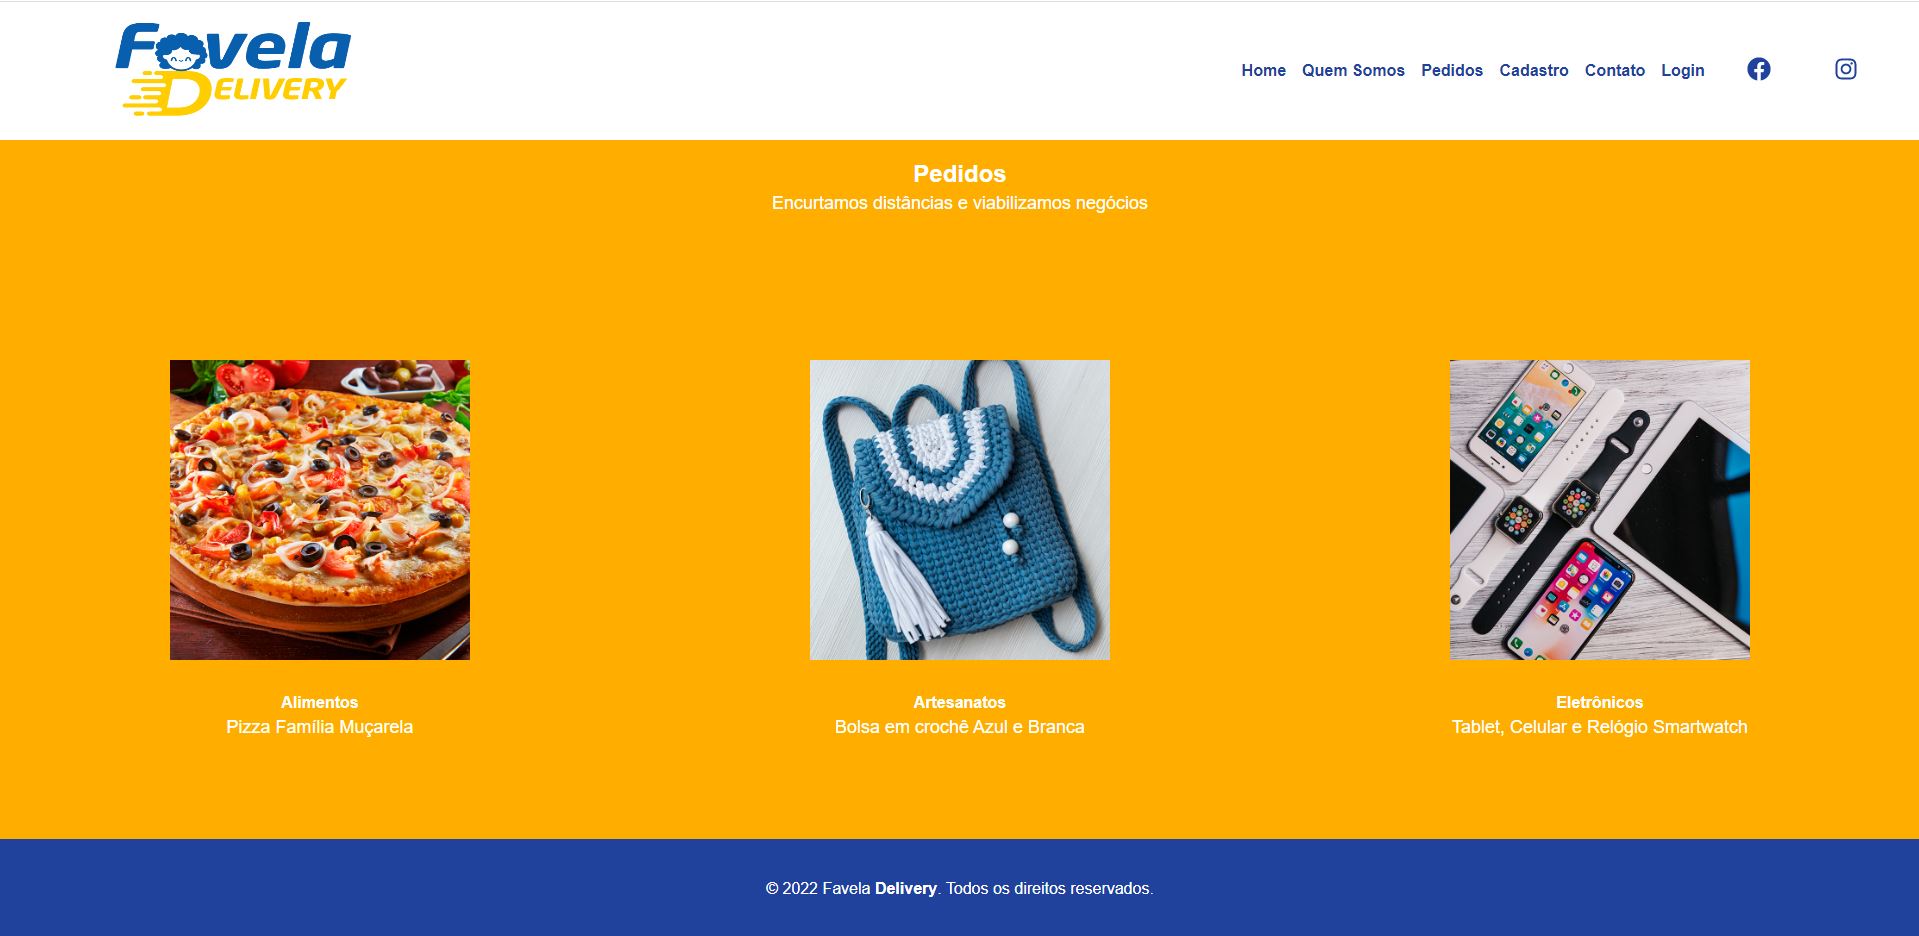 Favela
DELIVERY
Home Quem Somos Pedidos Cadastro Contato Login
Pedidos
Encurtamos distâncias e viabilizamos negócios
Alimentos
Pizza Família Muçarela
Artesanatos
Bolsa em crochê Azul e Branca
Eletrônicos
Tablet, Celular e Relógio Smartwatch
© 2022 Favela Delivery. Todos os direitos reservados.